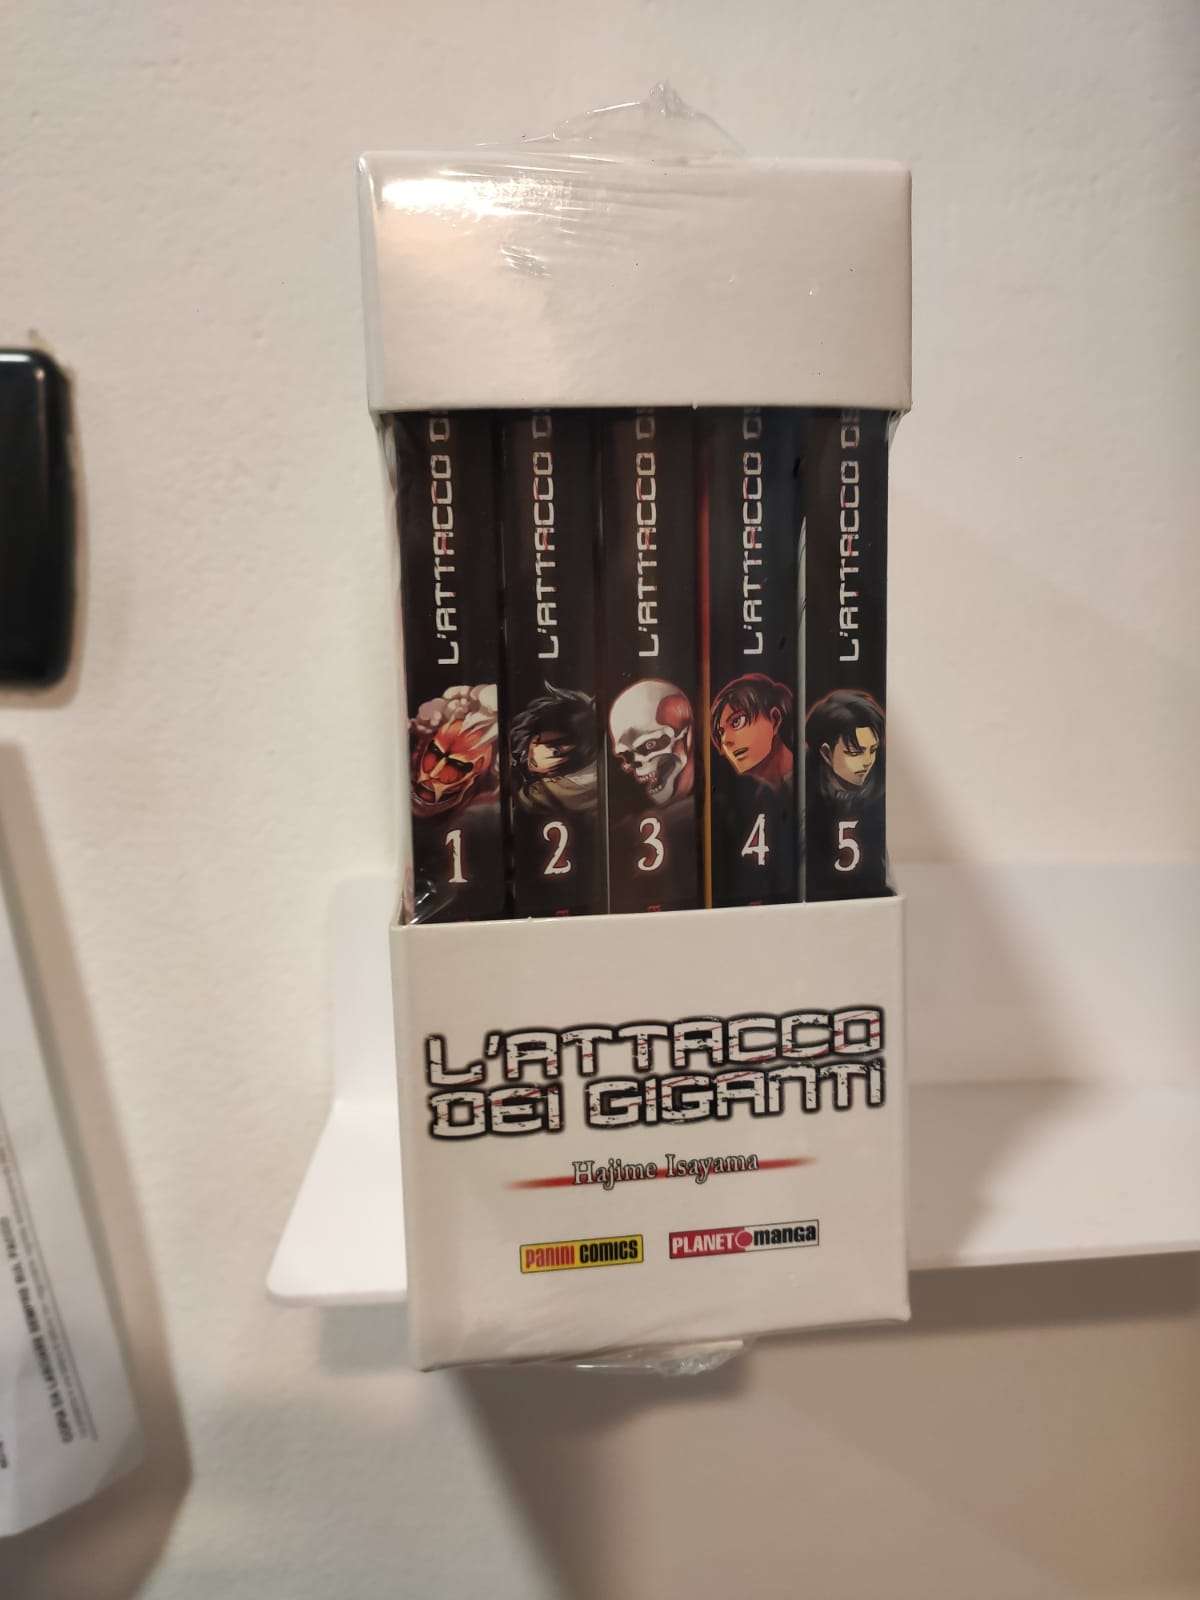 L'ATTACCO
L'ATTACCO
L'ATTACCO
L'ATTACCO
L'ATTACCO
1
2
3
4
5
L'ATTACCO
DEI GIGANTI
Hajime Isayama
PANINI COMICS
PLANET manga